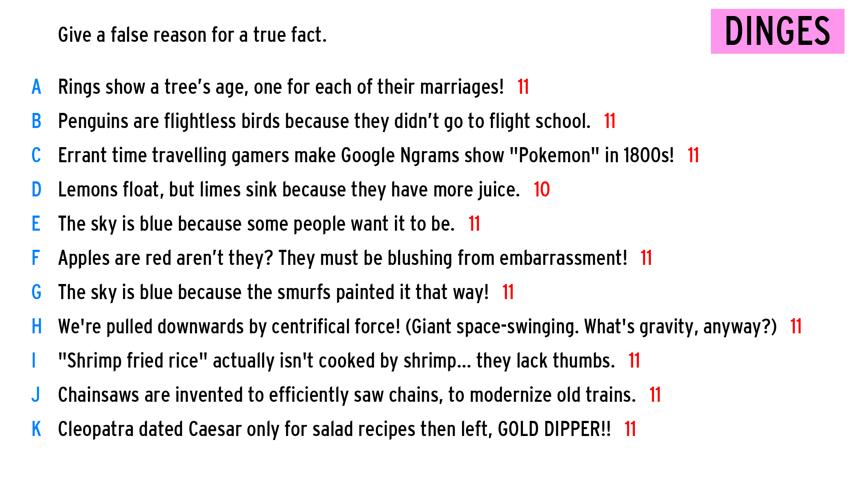 Give a false reason for a true fact.
DINGES
A Rings show a tree's age, one for each of their marriages! 11
B Penguins are flightless birds because they didn't go to flight school. 11
C Errant time travelling gamers make Google Ngrams show "Pokemon" in 1800s! 11
D Lemons float, but limes sink because they have more juice. 10
E The sky is blue because some people want it to be. 11
F Apples are red aren't they? They must be blushing from embarrassment! 11
G The sky is blue because the smurfs painted it that way! 11
H We're pulled downwards by centrifical force! (Giant space-swinging. What's gravity, anyway?) 11
I "Shrimp fried rice" actually isn't cooked by shrimp... they lack thumbs. 11
J Chainsaws are invented to efficiently saw chains, to modernize old trains. 11
K Cleopatra dated Caesar only for salad recipes then left, GOLD DIPPER!! 11